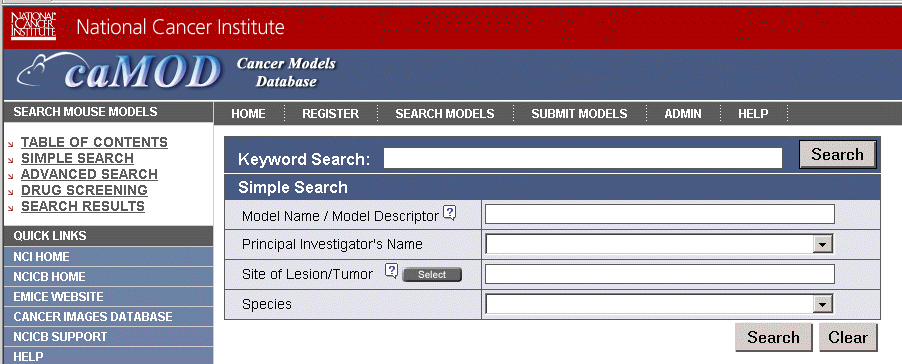 NATIONAL
CANCER
INSTITUTE
National Cancer Institute
caMOD
Cancer Models
Database
SEARCH MOUSE MODELS
HOME REGISTER SEARCH MODELS SUBMIT MODELS ADMIN HELP
TABLE OF CONTENTS
SIMPLE SEARCH
ADVANCED SEARCH
DRUG SCREENING
SEARCH RESULTS
QUICK LINKS
NCI HOME
NCICB HOME
EMICE WEBSITE
CANCER IMAGES DATABASE
NCICB SUPPORT
HELP
Keyword Search: Search
Simple Search
Model Name / Model Descriptor ?
Principal Investigator's Name
Site of Lesion/Tumor ? Select
Species
Search Clear